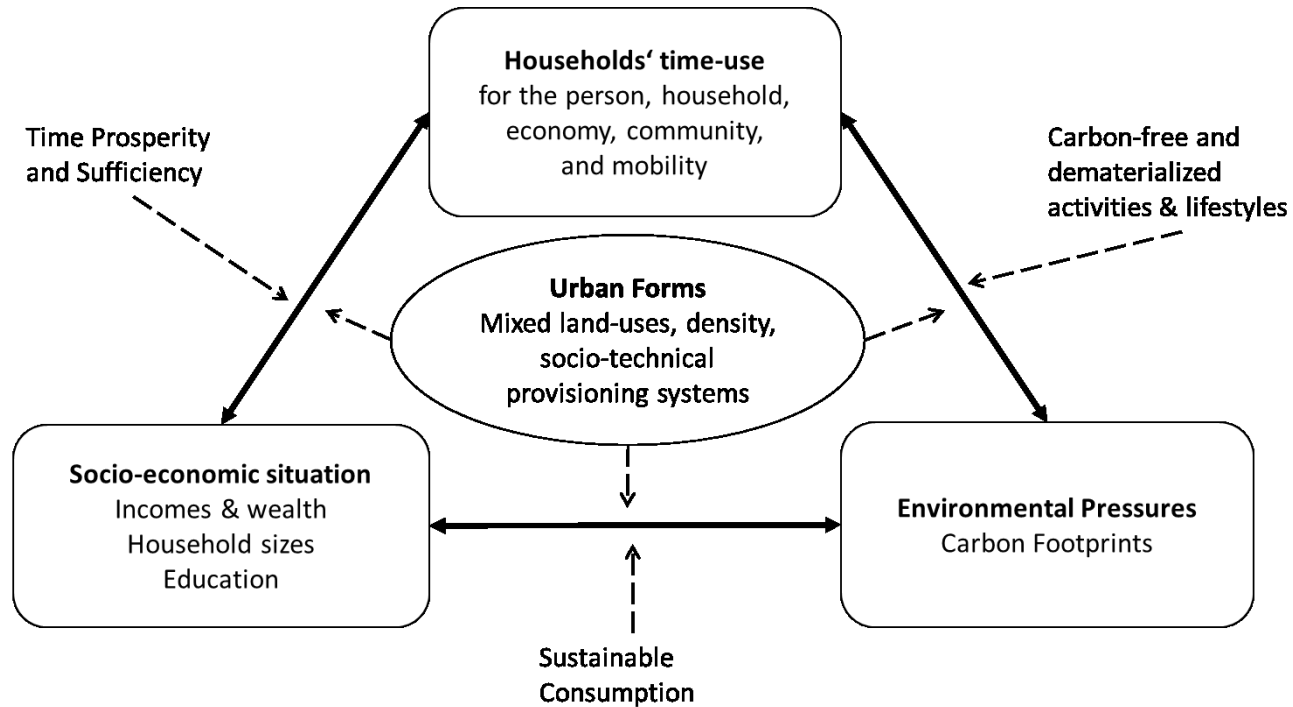 Households‘ time-use
for the person, household,
economy, community,
and mobility
Time Prosperity
and Sufficiency
Carbon-free and
dematerialized
activities & lifestyles
Urban Forms
Mixed land-uses, density,
socio-technical
provisioning systems
Socio-economic situation
Incomes & wealth
Household sizes
Education
Environmental Pressures
Carbon Footprints
Sustainable
Consumption